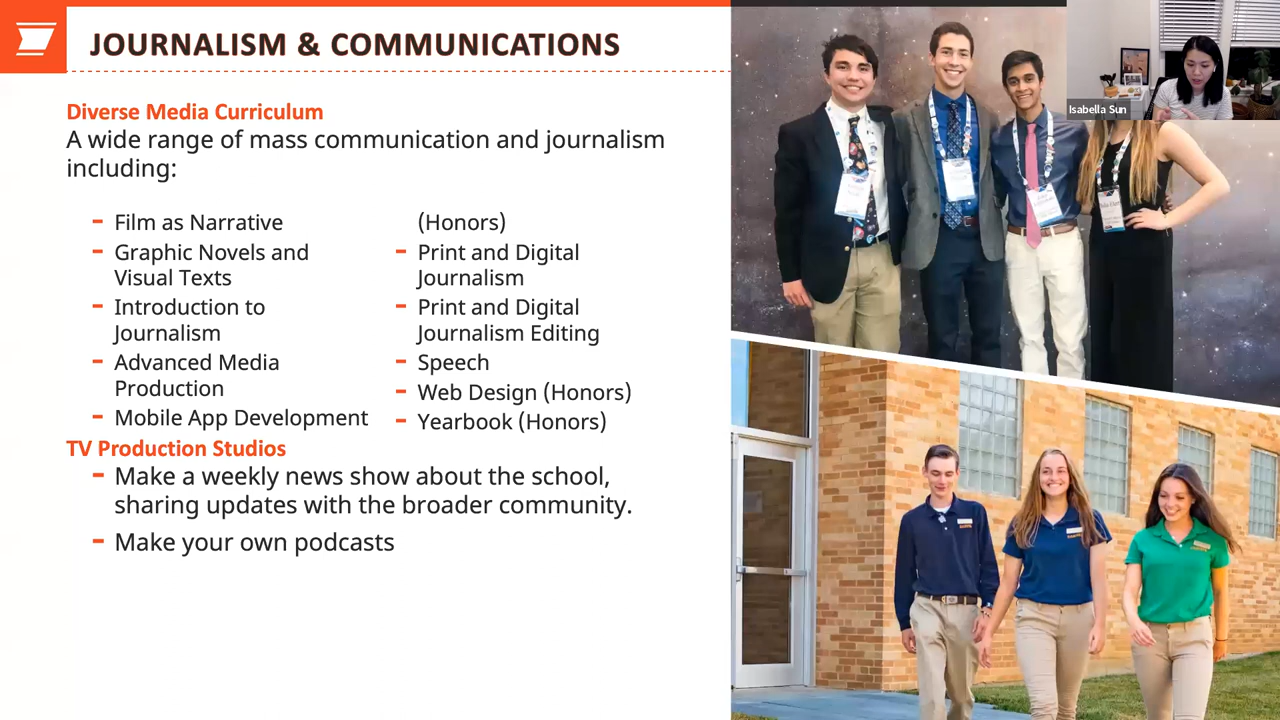 JOURNALISM & COMMUNICATIONS
Diverse Media Curriculum
A wide range of mass communication and journalism
including:
- Film as Narrative
- Graphic Novels and
Visual Texts
- Introduction to
Journalism
- Advanced Media
Production
- Mobile App Development
(Honors)
- Print and Digital
Journalism
- Print and Digital
Journalism Editing
- Speech
- Web Design (Honors)
- Yearbook (Honors)
TV Production Studios
- Make a weekly news show about the school,
sharing updates with the broader community.
- Make your own podcasts
Isabella Sun